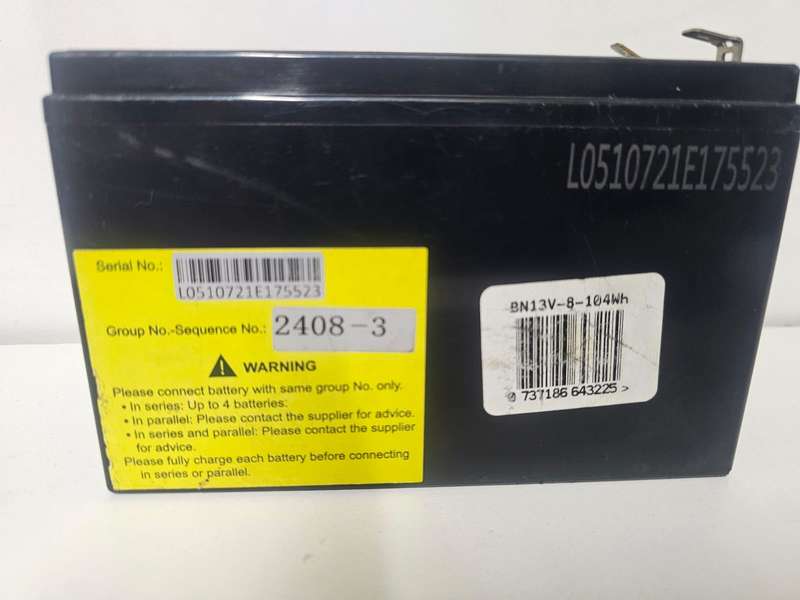 L0510721E175523
Serial No.:
L0510721E175523
Group No.-Sequence No.: 2408-3
WARNING
Please connect battery with same group No. only.
• In series: Up to 4 batteries:
• In parallel: Please contact the supplier for advice.
• In series and parallel: Please contact the supplier
for advice.
Please fully charge each battery before connecting
in series or parallel.
BN13V-8-104Wh
0 737186 643225 >